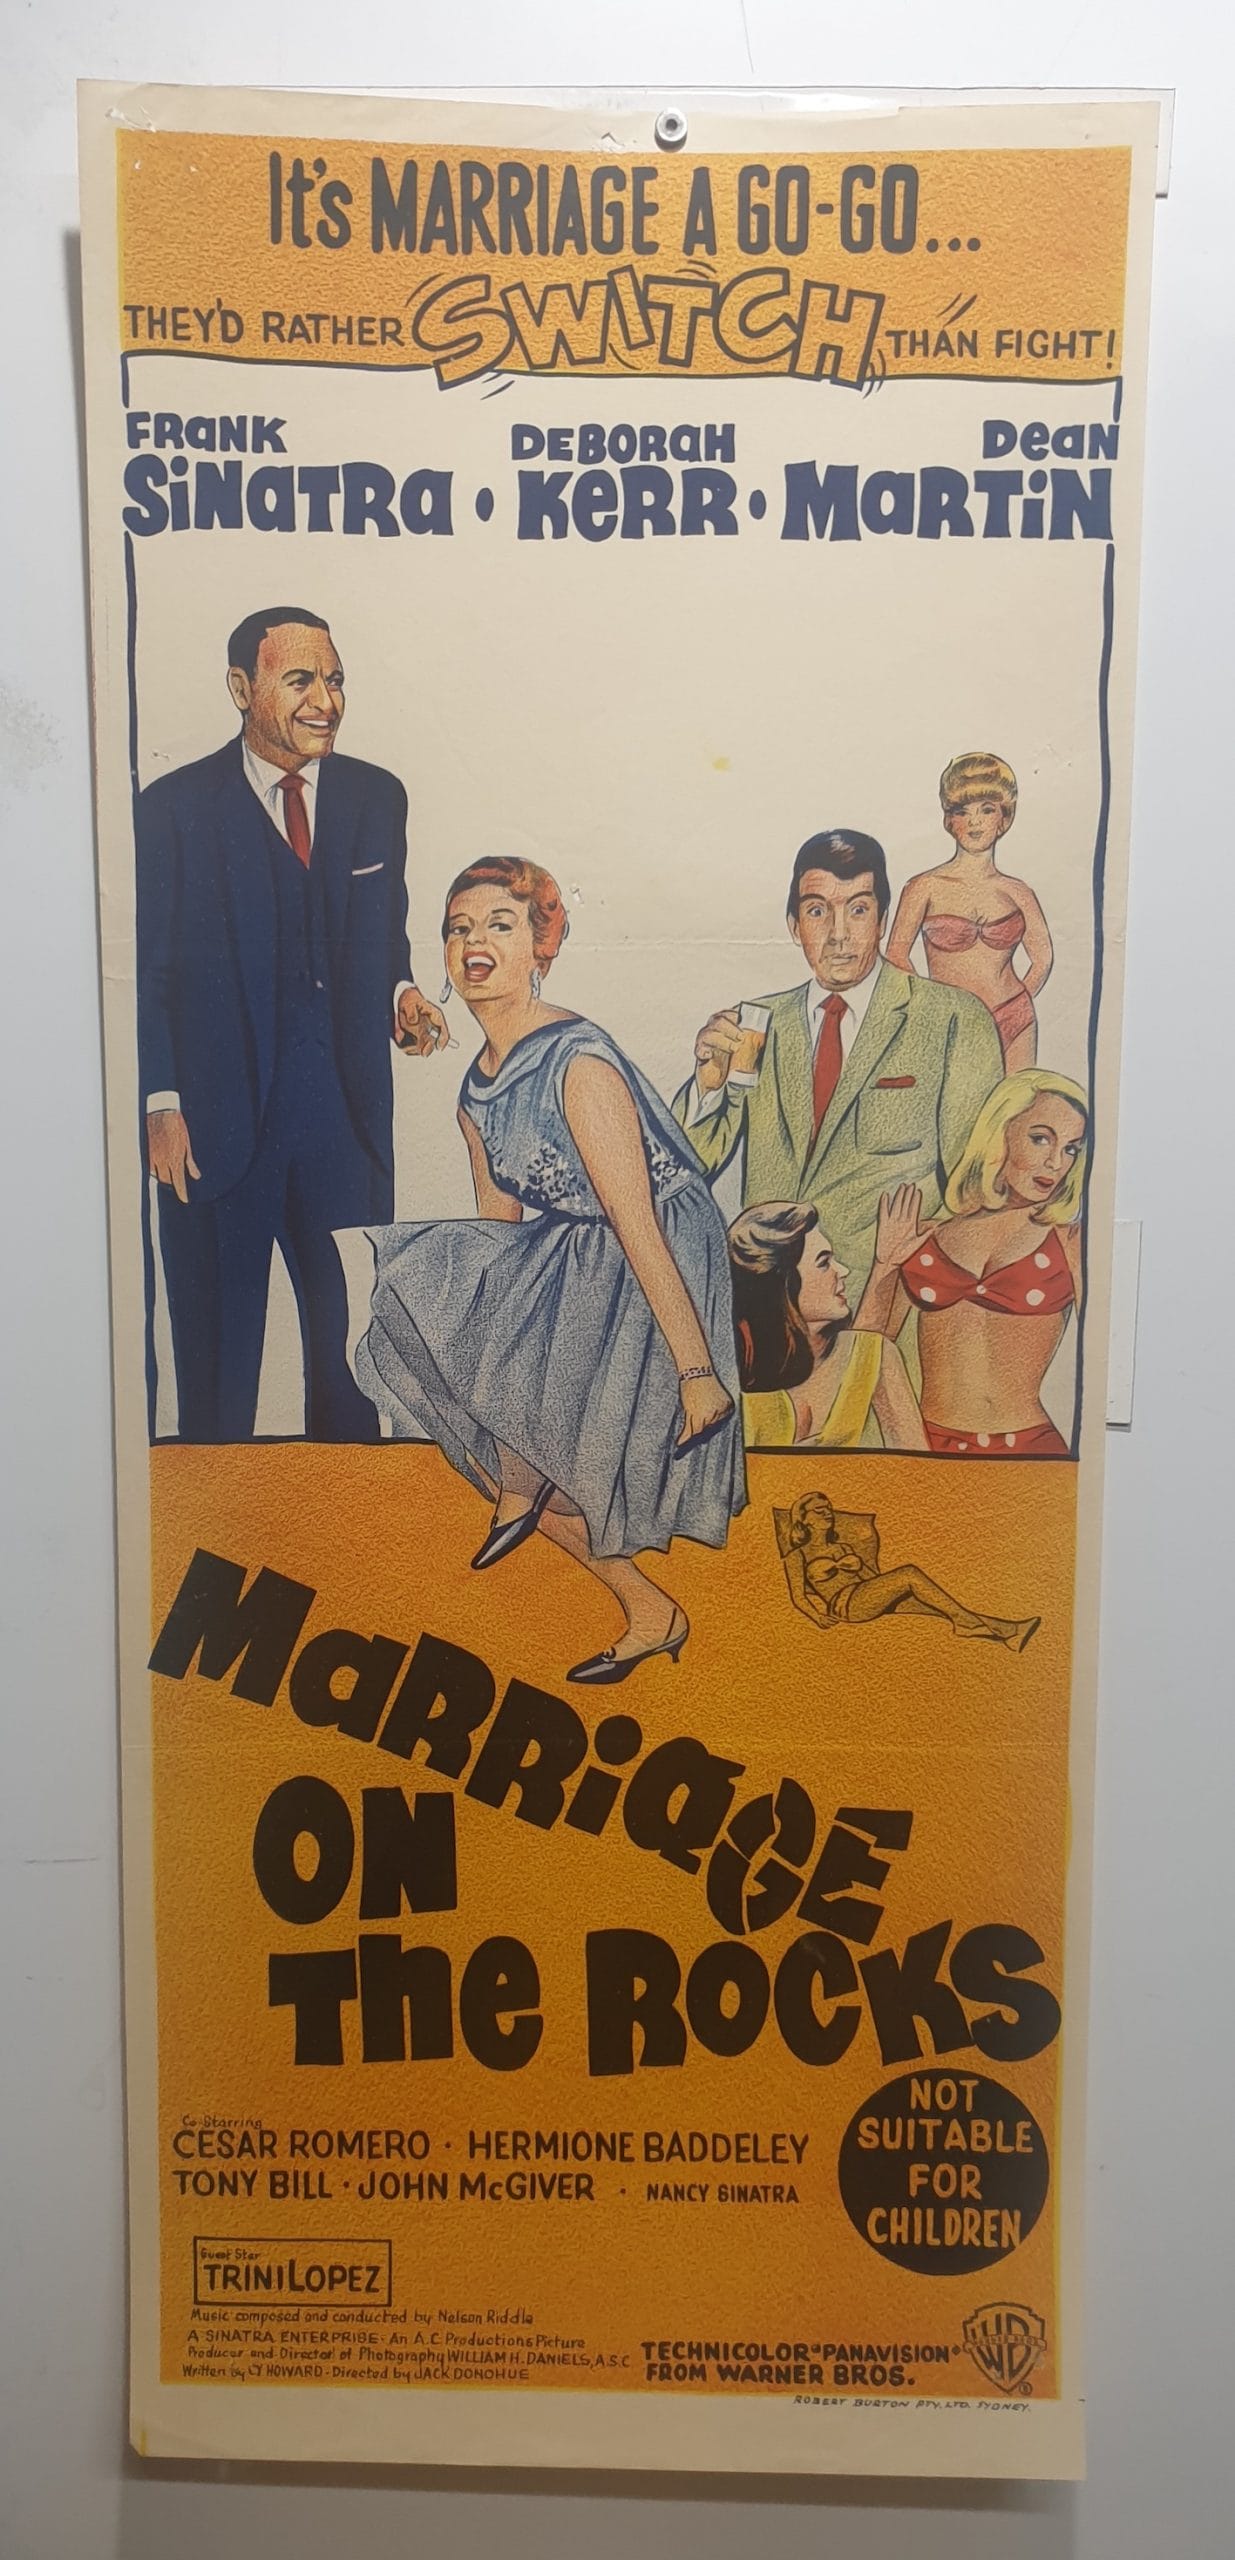 It's MARRIAGE A GO-GO...
THEY'D RATHER SWITCH THAN FIGHT!
FRANK SINATRA • DEBORAH KERR • DEAN MARTIN
MARRIAGE
ON
THE ROCKS
NOT
SUITABLE
FOR
CHILDREN
Co-Starring
CESAR ROMERO · HERMIONE BADDELEY
TONY BILL · JOHN McGIVER · NANCY SINATRA
Guest Star
TRINI LOPEZ
Music composed and conducted by Nelson Riddle
A SINATRA ENTERPRISE - An A.C Productions Picture
Producer and Director of Photography WILLIAM H. DANIELS, A.S.C
Written by CY HOWARD - Directed by JACK DONOHUE
TECHNICOLOR® PANAVISION®
FROM WARNER BROS.
WB
WARNER BROS.
®
ROBERT BURTON PTY. LTD. SYDNEY.